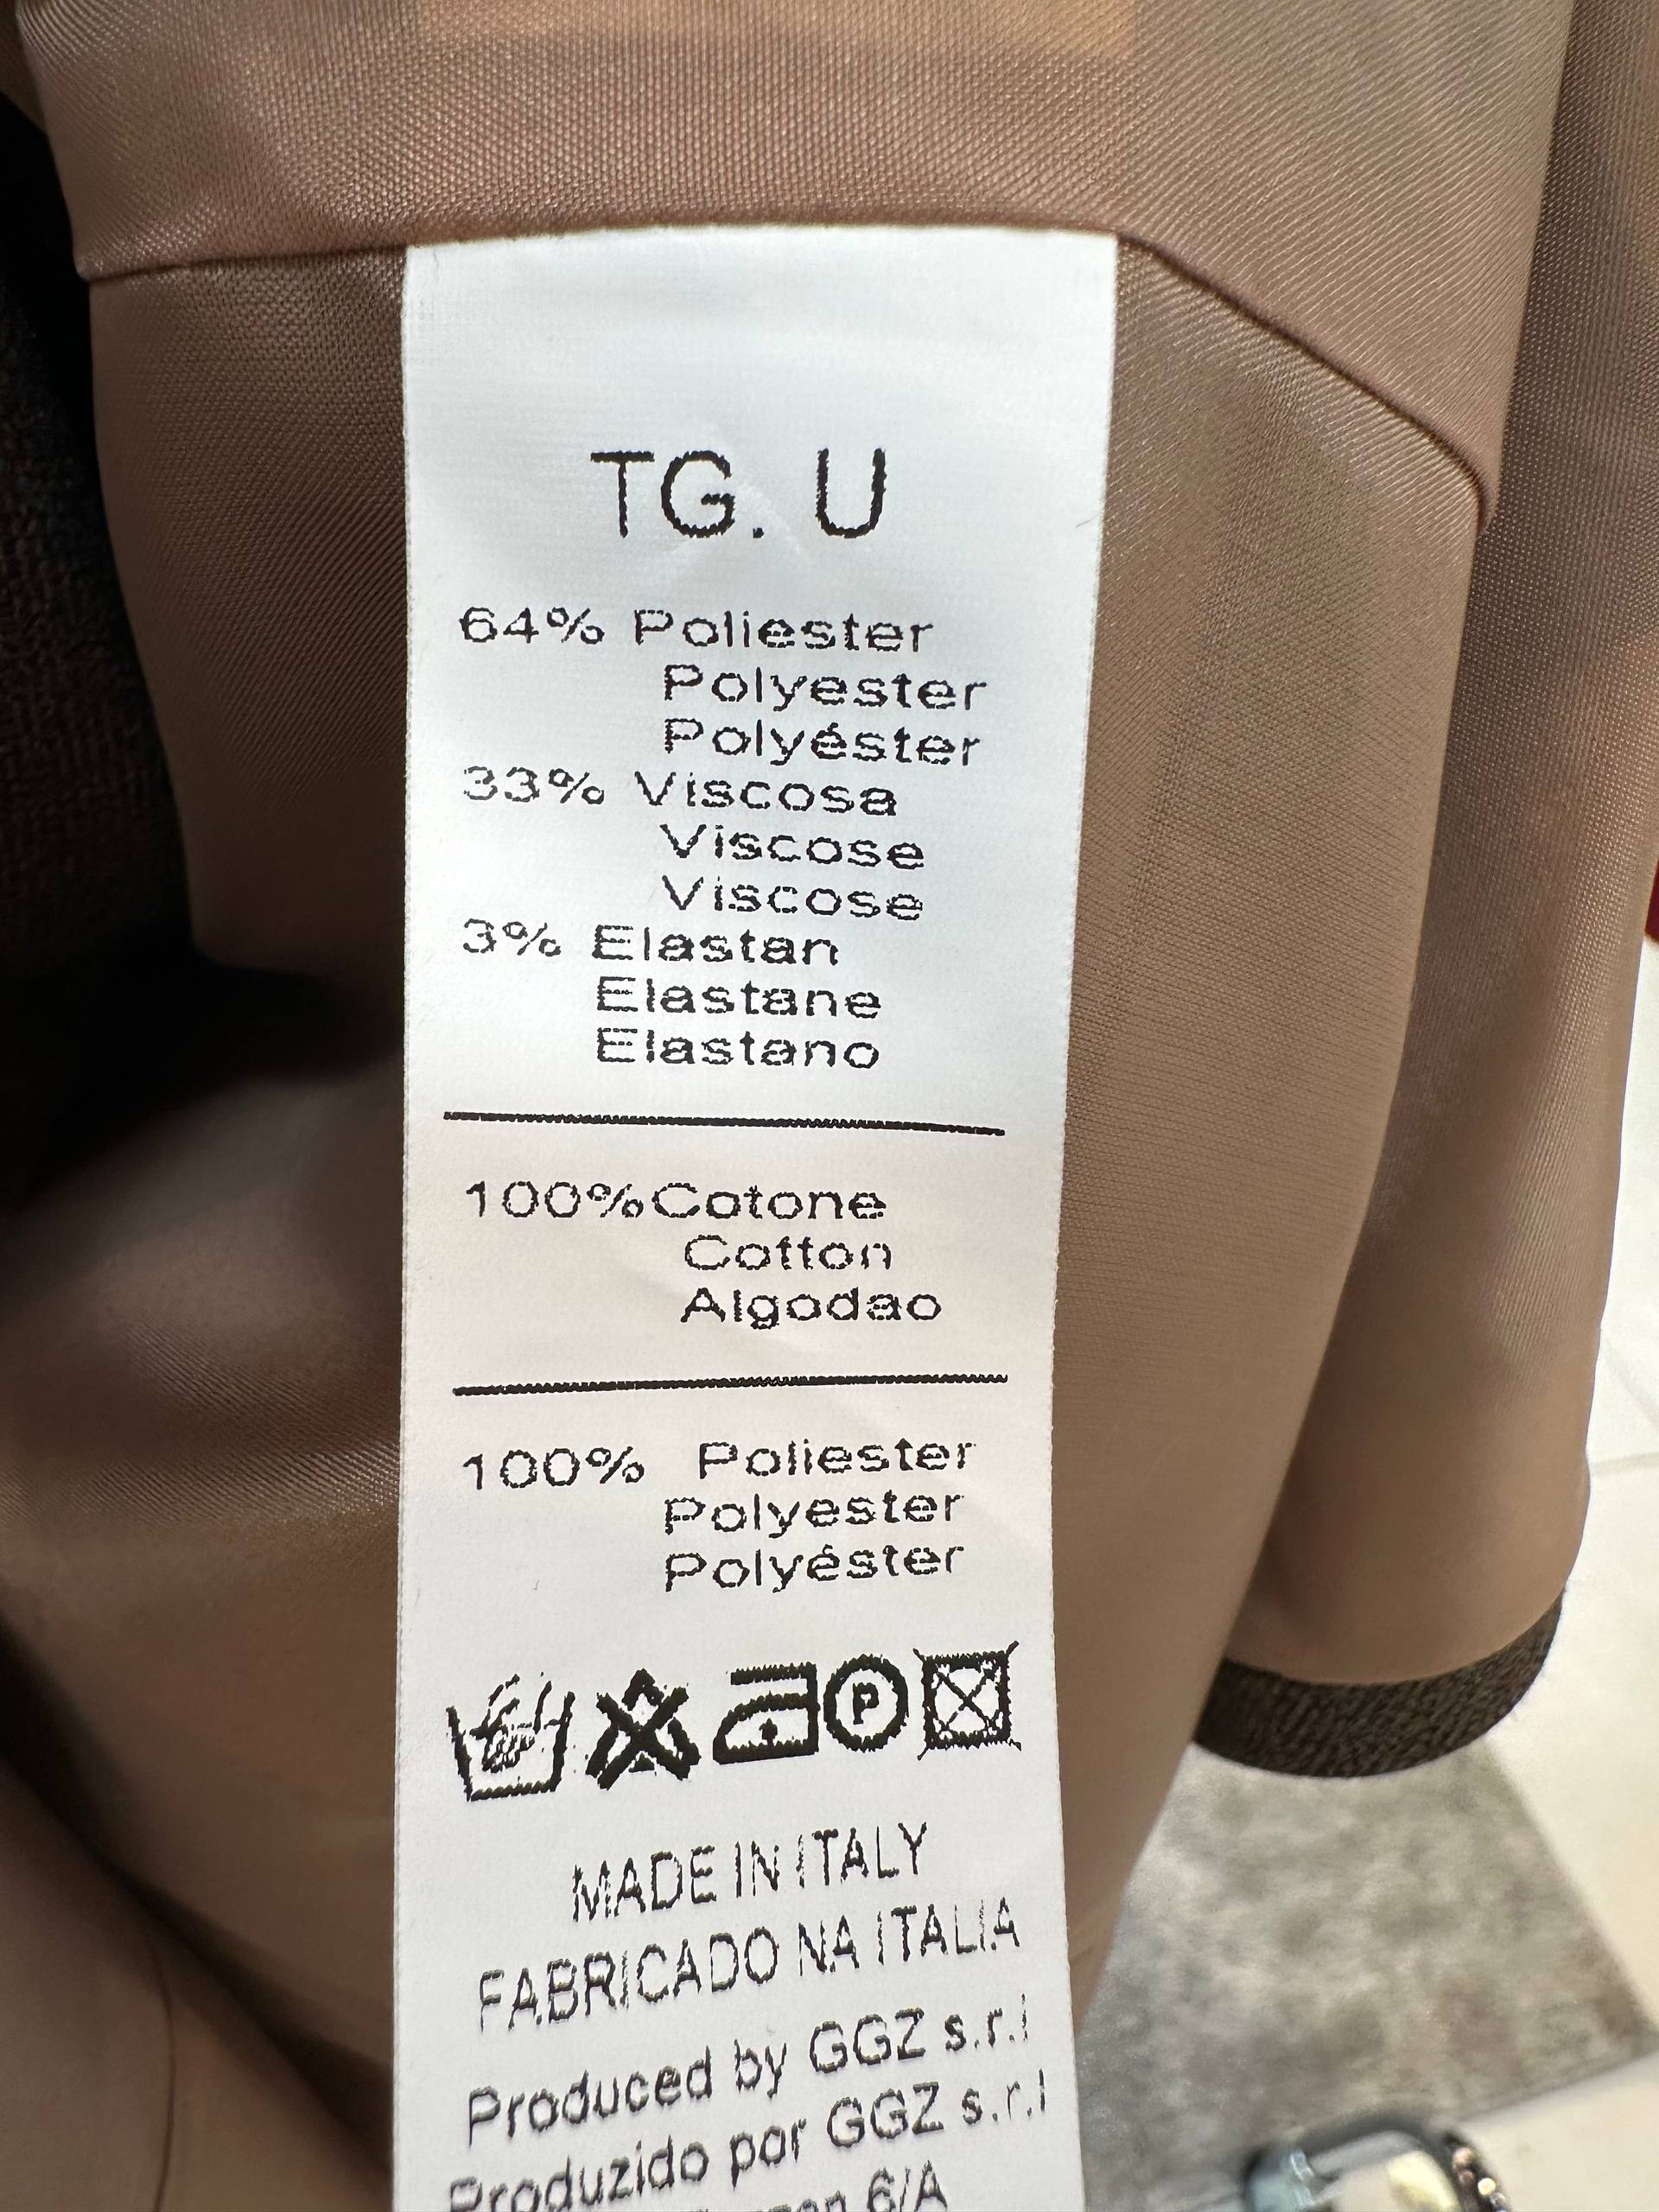 TG. U
64% Poliester
Polyester
Polyéster
33% Viscosa
Viscose
Viscose
3% Elastan
Elastane
Elastano
100%Cotone
Cotton
Algodao
100% Poliester
Polyester
Polyéster
P
MADE IN ITALY
FABRICADO NA ITALIA
Produced by GGZ s.r.l
Produzido por GGZ s.r.l
6/A